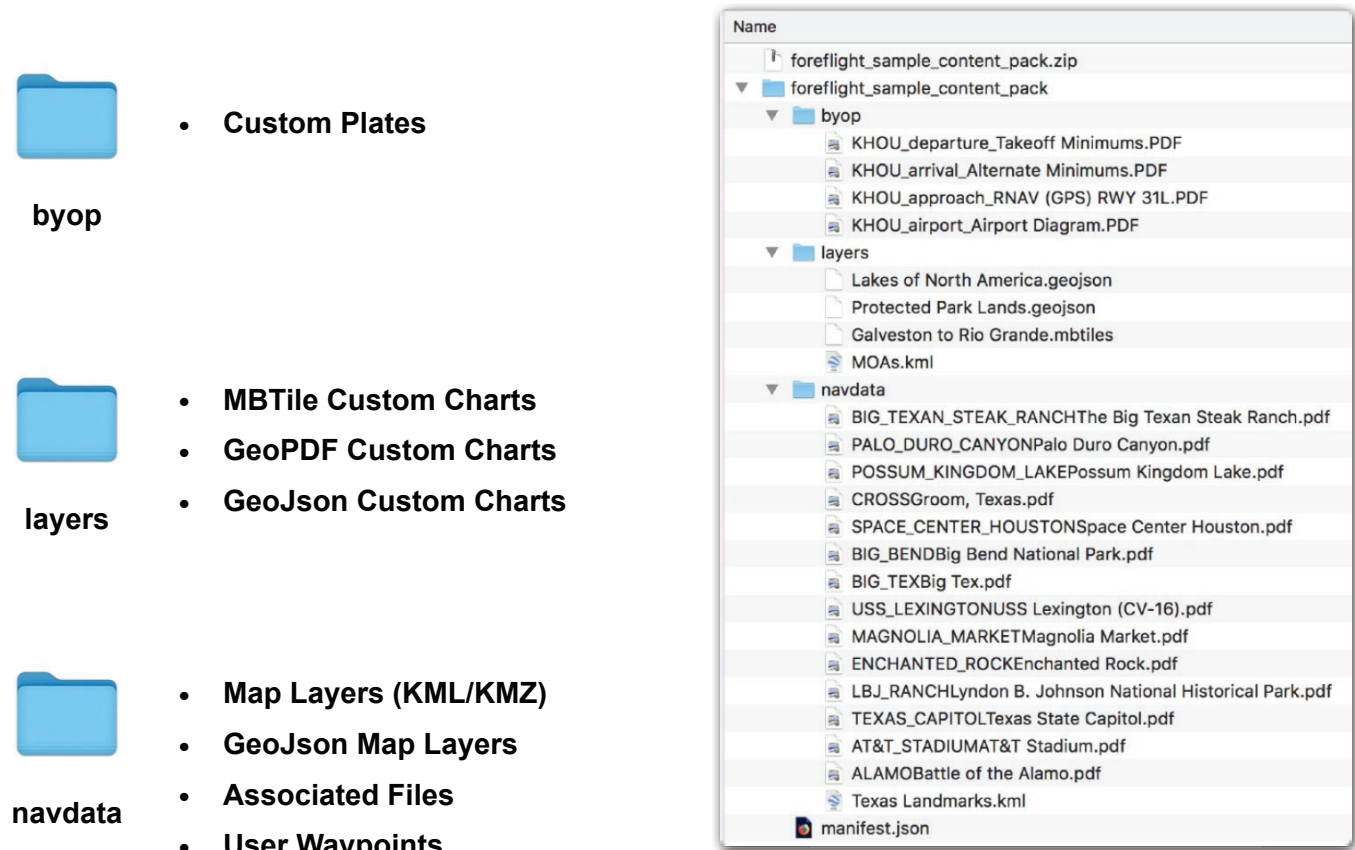 byop
• Custom Plates
layers
• MBTile Custom Charts
• GeoPDF Custom Charts
• GeoJson Custom Charts
navdata
• Map Layers (KML/KMZ)
• GeoJson Map Layers
• Associated Files
• User Waypoints
Name
foreflight_sample_content_pack.zip
foreflight_sample_content_pack
byop
KHOU_departure_Takeoff Minimums.PDF
KHOU_arrival_Alternate Minimums.PDF
KHOU_approach_RNAV (GPS) RWY 31L.PDF
KHOU_airport_Airport Diagram.PDF
layers
Lakes of North America.geojson
Protected Park Lands.geojson
Galveston to Rio Grande.mbtiles
MOAs.kml
navdata
BIG_TEXAN_STEAK_RANCHThe Big Texan Steak Ranch.pdf
PALO_DURO_CANYONPalo Duro Canyon.pdf
POSSUM_KINGDOM_LAKEPossum Kingdom Lake.pdf
CROSSGroom, Texas.pdf
SPACE_CENTER_HOUSTONSpace Center Houston.pdf
BIG_BENDBig Bend National Park.pdf
BIG_TEXBig Tex.pdf
USS_LEXINGTONUSS Lexington (CV-16).pdf
MAGNOLIA_MARKETMagnolia Market.pdf
ENCHANTED_ROCKEnchanted Rock.pdf
LBJ_RANCHLyndon B. Johnson National Historical Park.pdf
TEXAS_CAPITOLTexas State Capitol.pdf
AT&T_STADIUMAT&T Stadium.pdf
ALAMOBattle of the Alamo.pdf
Texas Landmarks.kml
manifest.json